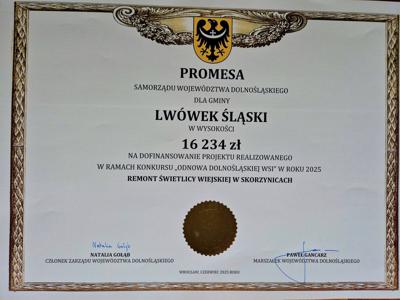 PROMESA
SAMORZĄDU WOJEWÓDZTWA DOLNOŚLĄSKIEGO
DLA GMINY
LWÓWEK ŚLĄSKI
W WYSOKOŚCI
16 234 zł
NA DOFINANSOWANIE PROJEKTU REALIZOWANEGO
W RAMACH KONKURSU „ODNOWA DOLNOŚLĄSKIEJ WSI" W ROKU 2025
REMONT ŚWIETLICY WIEJSKIEJ W SKORZYNICACH
Natalia Gołąb
NATALIA GOŁĄB
CZŁONEK ZARZĄDU WOJEWÓDZTWA DOLNOŚLĄSKIEGO
PAWEŁ GANCARZ
MARSZAŁEK WOJEWÓDZTWA DOLNOŚLĄSKIEGO
WROCŁAW, CZERWIEC 2025 ROKU